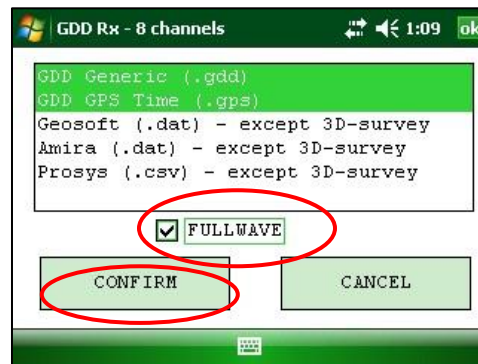 GDD Rx - 8 channels 1:09 ok
GDD Generic (.gdd)
GDD GPS Time (.gps)
Geosoft (.dat) - except 3D-survey
Amira (.dat) - except 3D-survey
Prosys (.csv) - except 3D-survey
FULLWAVE
CONFIRM CANCEL